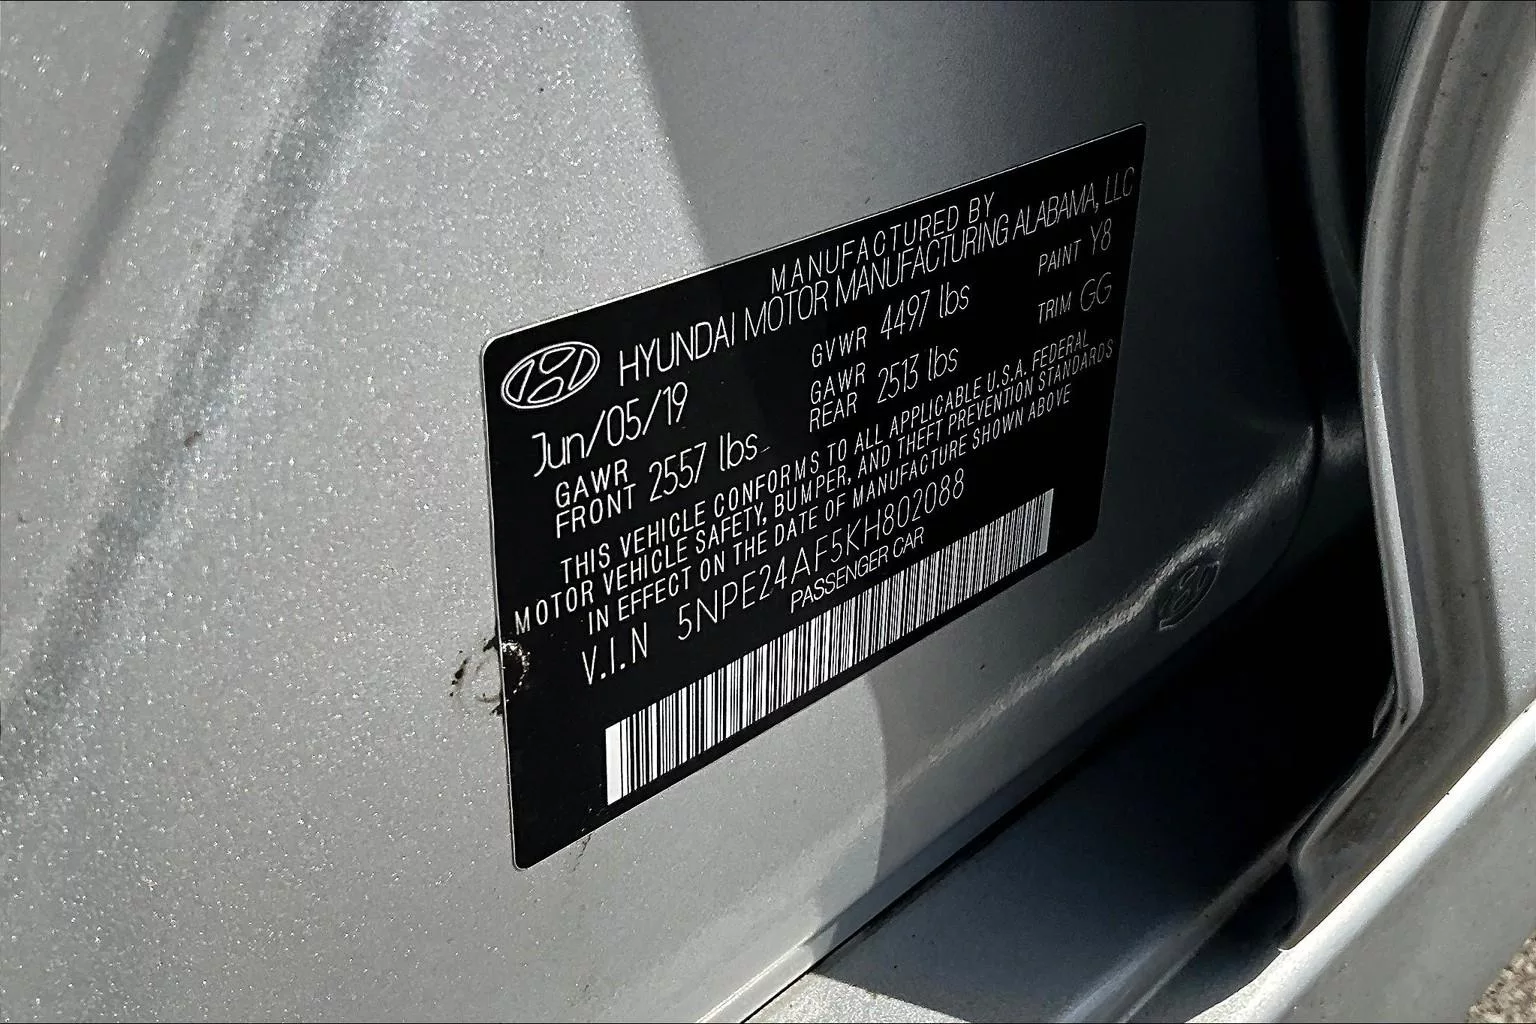 MANUFACTURED BY
HYUNDAI MOTOR MANUFACTURING ALABAMA, LLC
Jun/05/19 GVWR 4497 lbs PAINT Y8
GAWR FRONT 2557 lbs GAWR REAR 2513 lbs TRIM GG
THIS VEHICLE CONFORMS TO ALL APPLICABLE U.S.A. FEDERAL
MOTOR VEHICLE SAFETY, BUMPER, AND THEFT PREVENTION STANDARDS
IN EFFECT ON THE DATE OF MANUFACTURE SHOWN ABOVE
V.I.N 5NPE24AF5KH802088
PASSENGER CAR